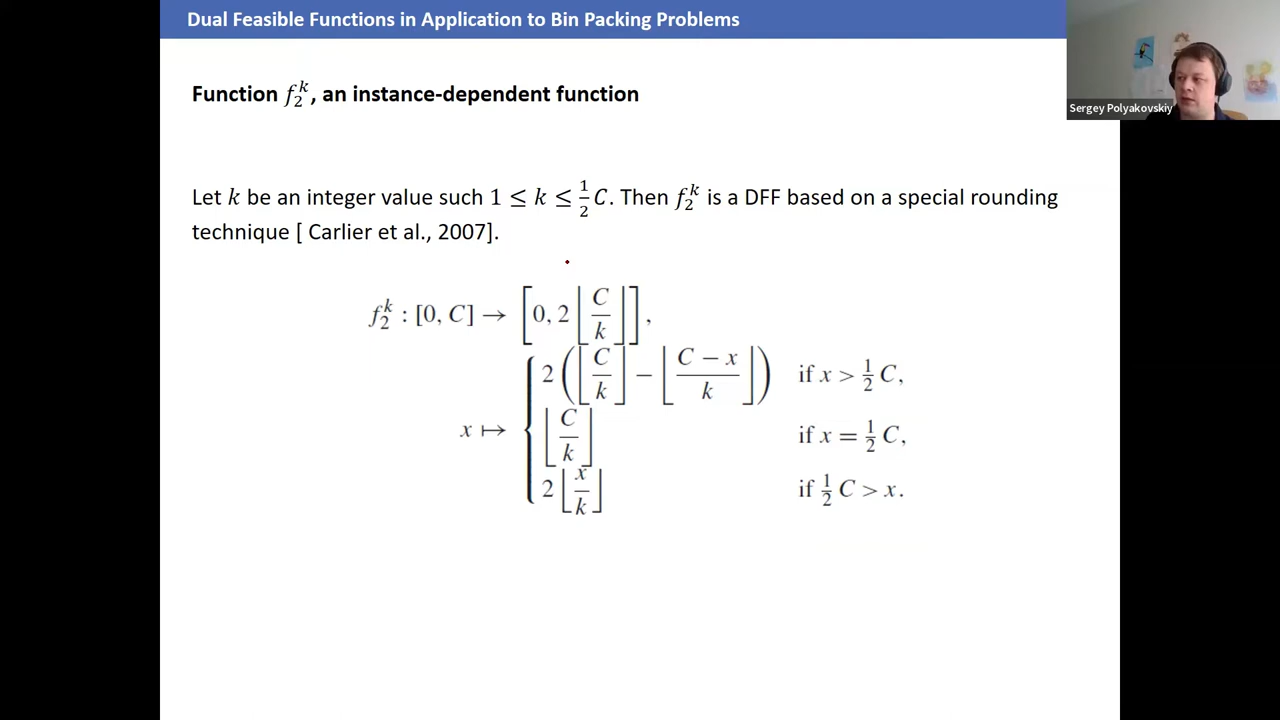 Dual Feasible Functions in Application to Bin Packing Problems
Sergey Polyakovskiy
Function f₂ᵏ, an instance-dependent function
Let k be an integer value such 1 ≤ k ≤ ½C. Then f₂ᵏ is a DFF based on a special rounding
technique [ Carlier et al., 2007].
f₂ᵏ : [0, C] → [0, 2⌊C/k⌋],
x ↦ { 2(⌊C/k⌋ − ⌊(C − x)/k⌋) if x > ½C,
⌊C/k⌋ if x = ½C,
2⌊x/k⌋ if ½C > x.